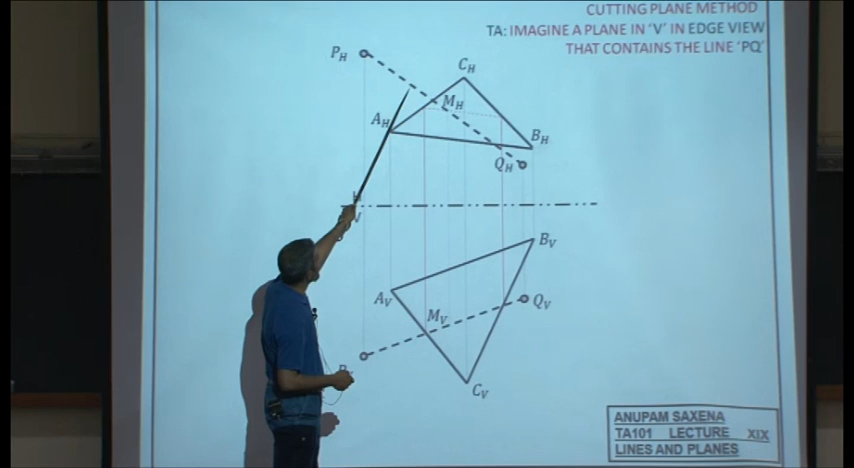 CUTTING PLANE METHOD
TA: IMAGINE A PLANE IN 'V' IN EDGE VIEW
THAT CONTAINS THE LINE 'PQ'
P_H
C_H
M_H
A_H
B_H
Q_H
H
V
B_V
A_V
M_V
Q_V
C_V
ANUPAM SAXENA
TA101 LECTURE XIX
LINES AND PLANES